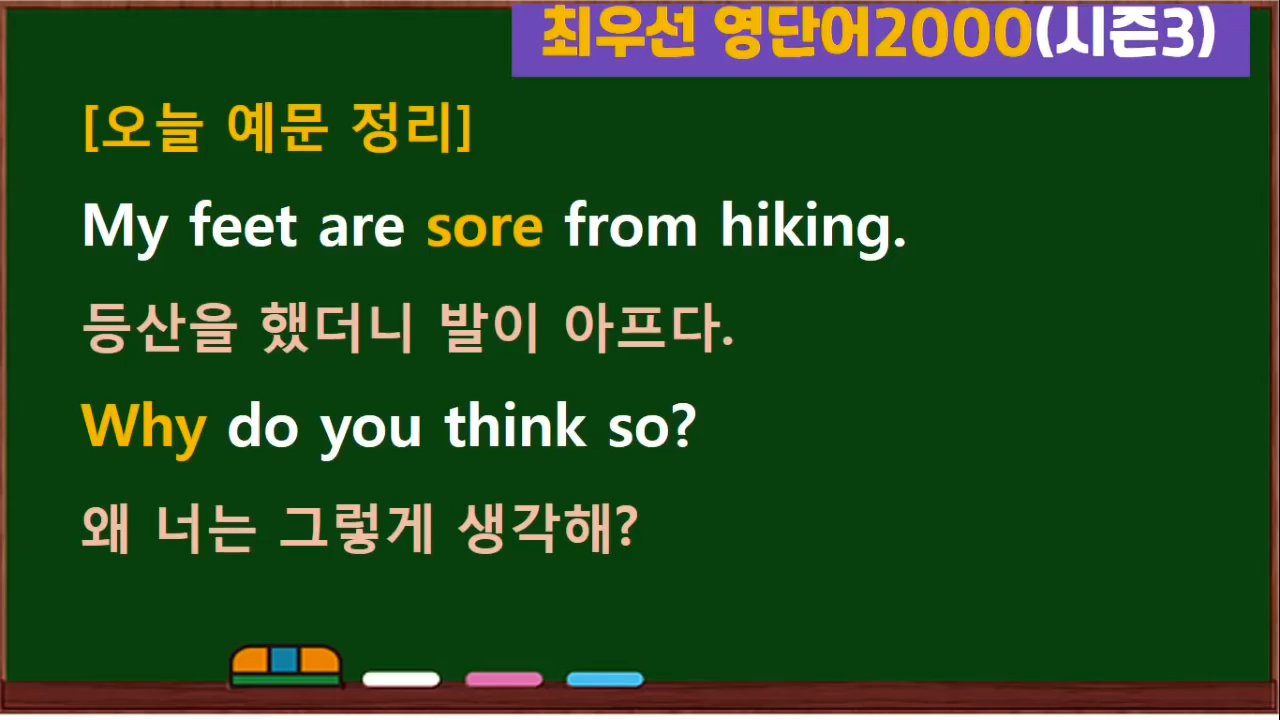 최우선 영단어2000(시즌3)
[오늘 예문 정리]
My feet are sore from hiking.
등산을 했더니 발이 아프다.
Why do you think so?
왜 너는 그렇게 생각해?